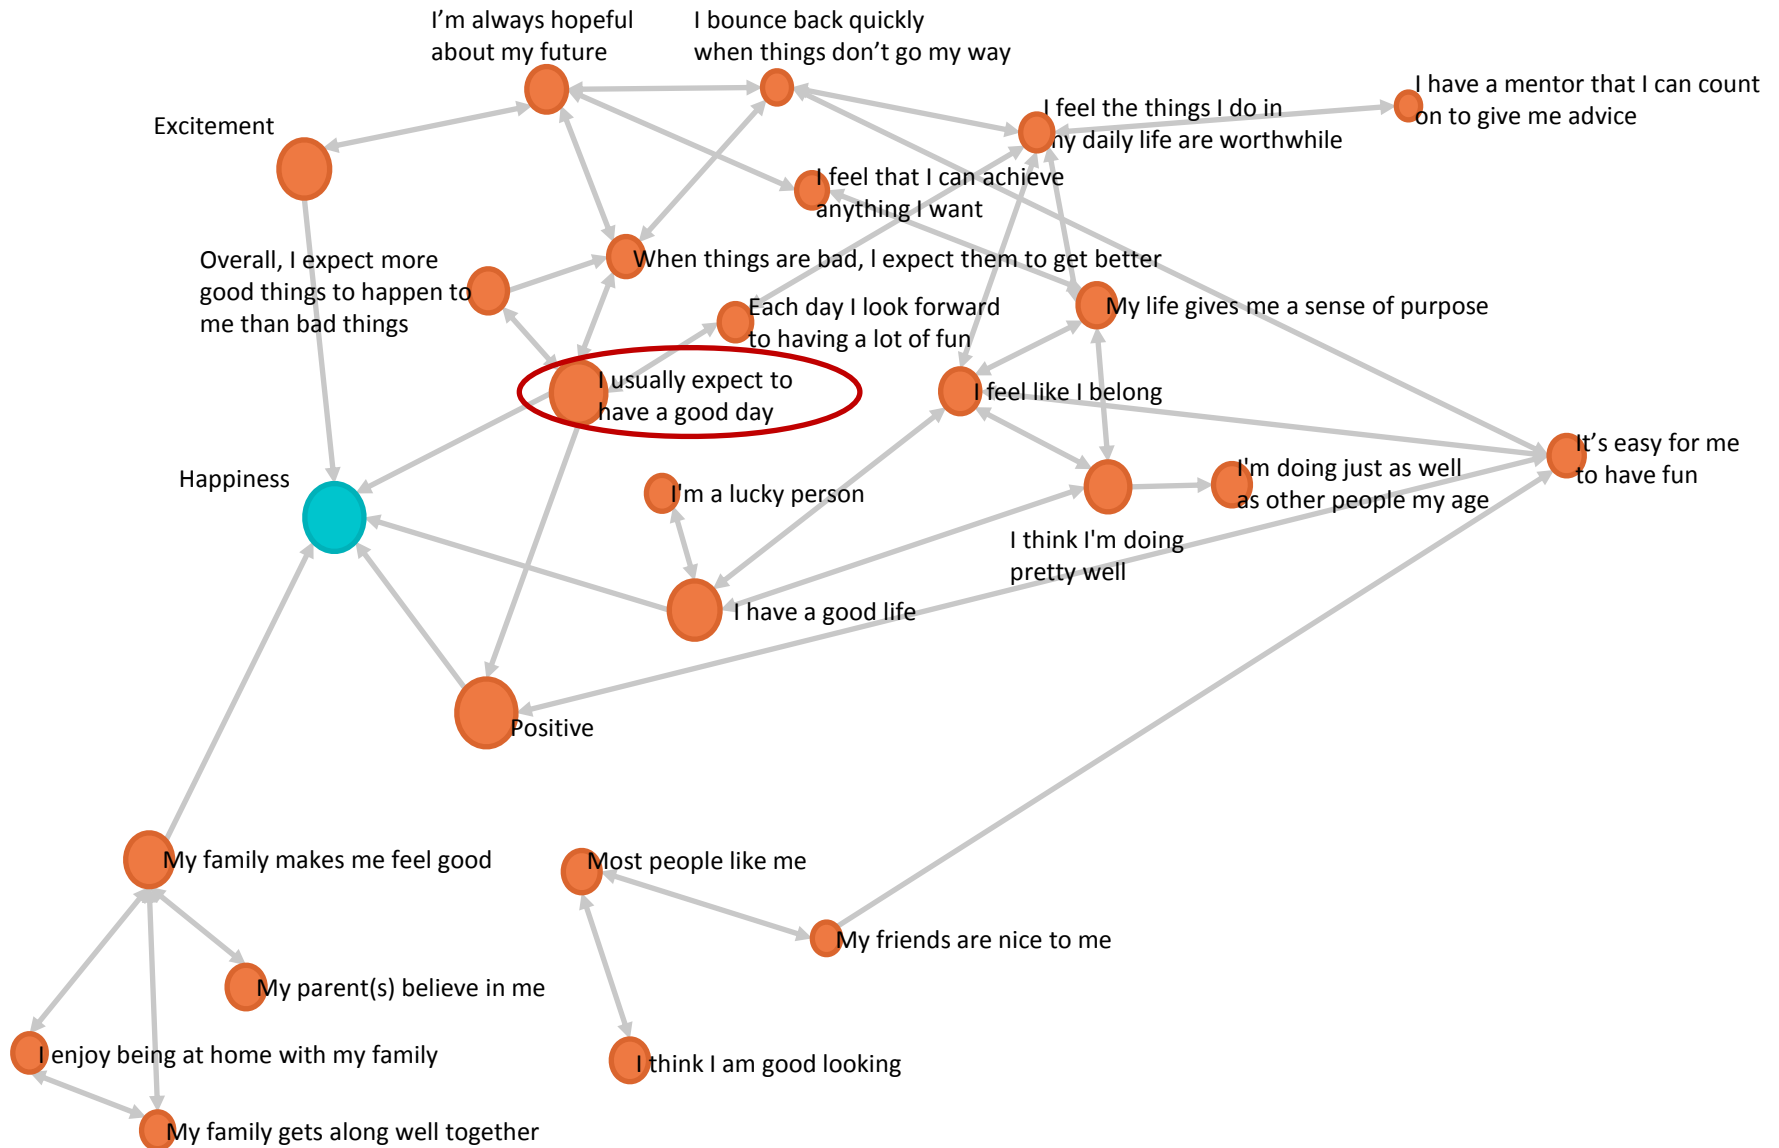 I’m always hopeful
about my future
I bounce back quickly
when things don’t go my way
I have a mentor that I can count
on to give me advice
Excitement
I feel the things I do in
my daily life are worthwhile
I feel that I can achieve
anything I want
Overall, I expect more
good things to happen to
me than bad things
When things are bad, I expect them to get better
Each day I look forward
to having a lot of fun
My life gives me a sense of purpose
I usually expect to
have a good day
I feel like I belong
Happiness
I'm a lucky person
I'm doing just as well
as other people my age
It’s easy for me
to have fun
I think I'm doing
pretty well
I have a good life
Positive
My family makes me feel good
Most people like me
My friends are nice to me
My parent(s) believe in me
I enjoy being at home with my family
I think I am good looking
My family gets along well together